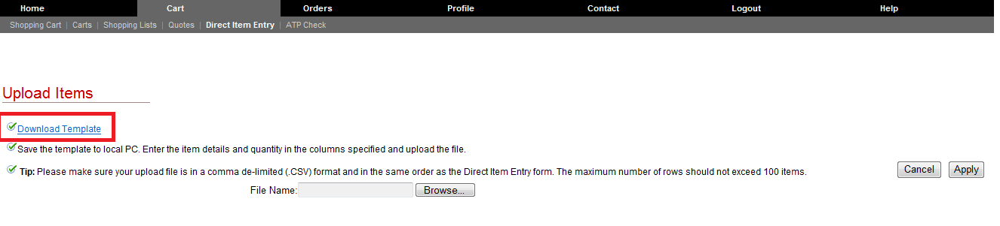 Home Cart Orders Profile Contact Logout Help
Shopping Cart | Carts | Shopping Lists | Quotes | Direct Item Entry | ATP Check
Upload Items
Download Template
Save the template to local PC. Enter the item details and quantity in the columns specified and upload the file.
Tip: Please make sure your upload file is in a comma de-limited (.CSV) format and in the same order as the Direct Item Entry form. The maximum number of rows should not exceed 100 items.
Cancel Apply
File Name: Browse...